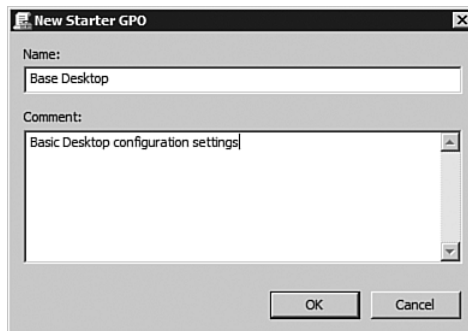 New Starter GPO
Name:
Base Desktop
Comment:
Basic Desktop configuration settings
OK
Cancel